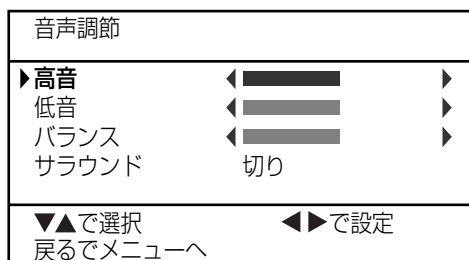 音声調節
高音
低音
バランス
サラウンド 切り
▼▲で選択 ◀▶で設定
戻るでメニューへ